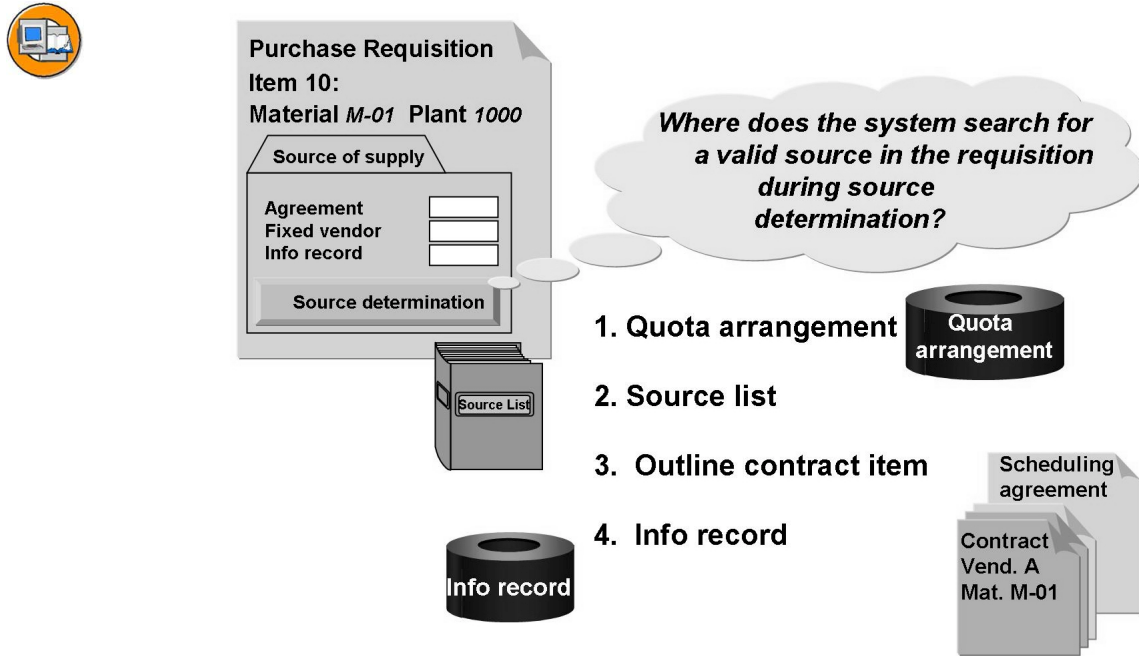 Purchase Requisition
Item 10:
Material M-01 Plant 1000
Source of supply
Agreement
Fixed vendor
Info record
Source determination
Where does the system search for
a valid source in the requisition
during source
determination?
1. Quota arrangement
Quota
arrangement
Source List
2. Source list
3. Outline contract item
Scheduling
agreement
4. Info record
Contract
Vend. A
Mat. M-01
Info record